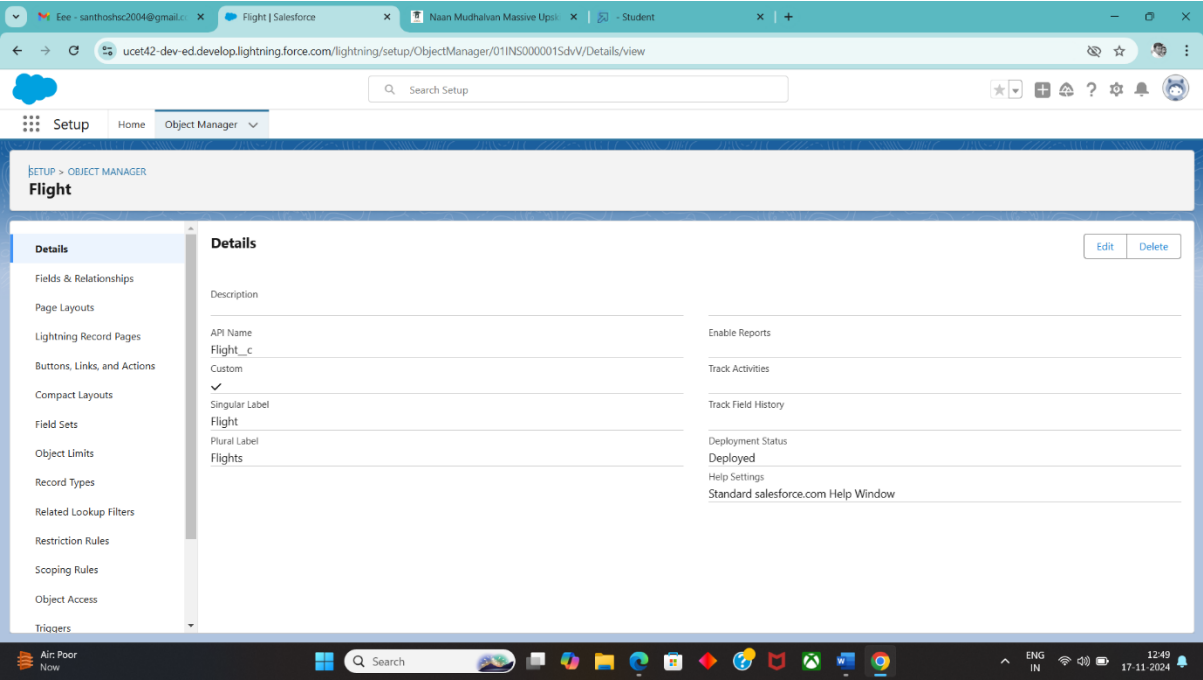 Eee - santhoshsc2004@gmail.c
Flight | Salesforce
Naan Mudhalvan Massive Upsk
- Student
ucet42-dev-ed.develop.lightning.force.com/lightning/setup/ObjectManager/01INS000001SdvV/Details/view
Search Setup
Setup
Home
Object Manager
SETUP > OBJECT MANAGER
Flight
Details
Fields & Relationships
Page Layouts
Lightning Record Pages
Buttons, Links, and Actions
Compact Layouts
Field Sets
Object Limits
Record Types
Related Lookup Filters
Restriction Rules
Scoping Rules
Object Access
Triggers
Details
Edit
Delete
Description
API Name
Flight__c
Custom
Singular Label
Flight
Plural Label
Flights
Enable Reports
Track Activities
Track Field History
Deployment Status
Deployed
Help Settings
Standard salesforce.com Help Window
Air: Poor
Now
Search
ENG
IN
12:49
17-11-2024